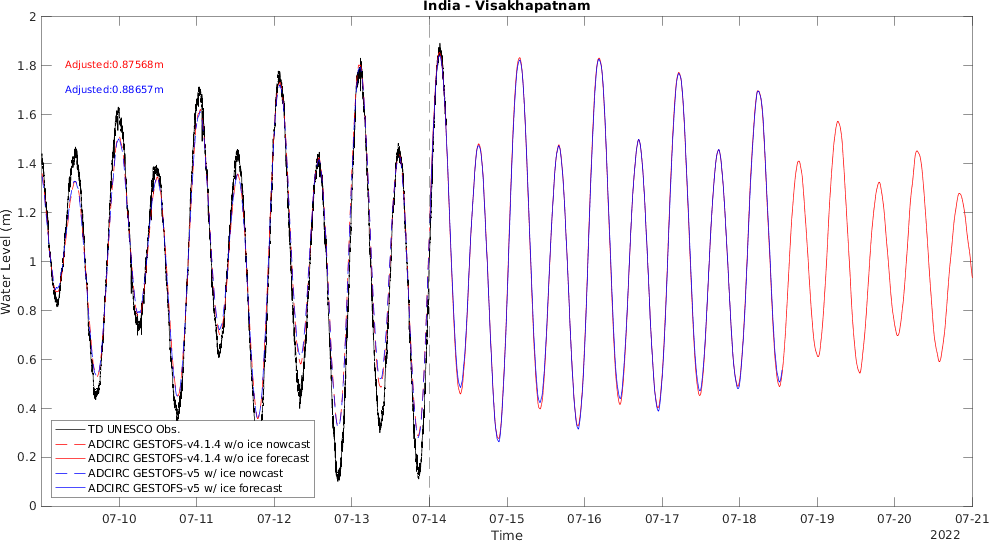 India - Visakhapatnam
2
1.8
1.6
1.4
1.2
1
0.8
0.6
0.4
0.2
0
Water Level (m)
Adjusted:0.87568m
Adjusted:0.88657m
TD UNESCO Obs.
ADCIRC GESTOFS-v4.1.4 w/o ice nowcast
ADCIRC GESTOFS-v4.1.4 w/o ice forecast
ADCIRC GESTOFS-v5 w/ ice nowcast
ADCIRC GESTOFS-v5 w/ ice forecast
07-10 07-11 07-12 07-13 07-14 07-15 07-16 07-17 07-18 07-19 07-20 07-21
2022
Time